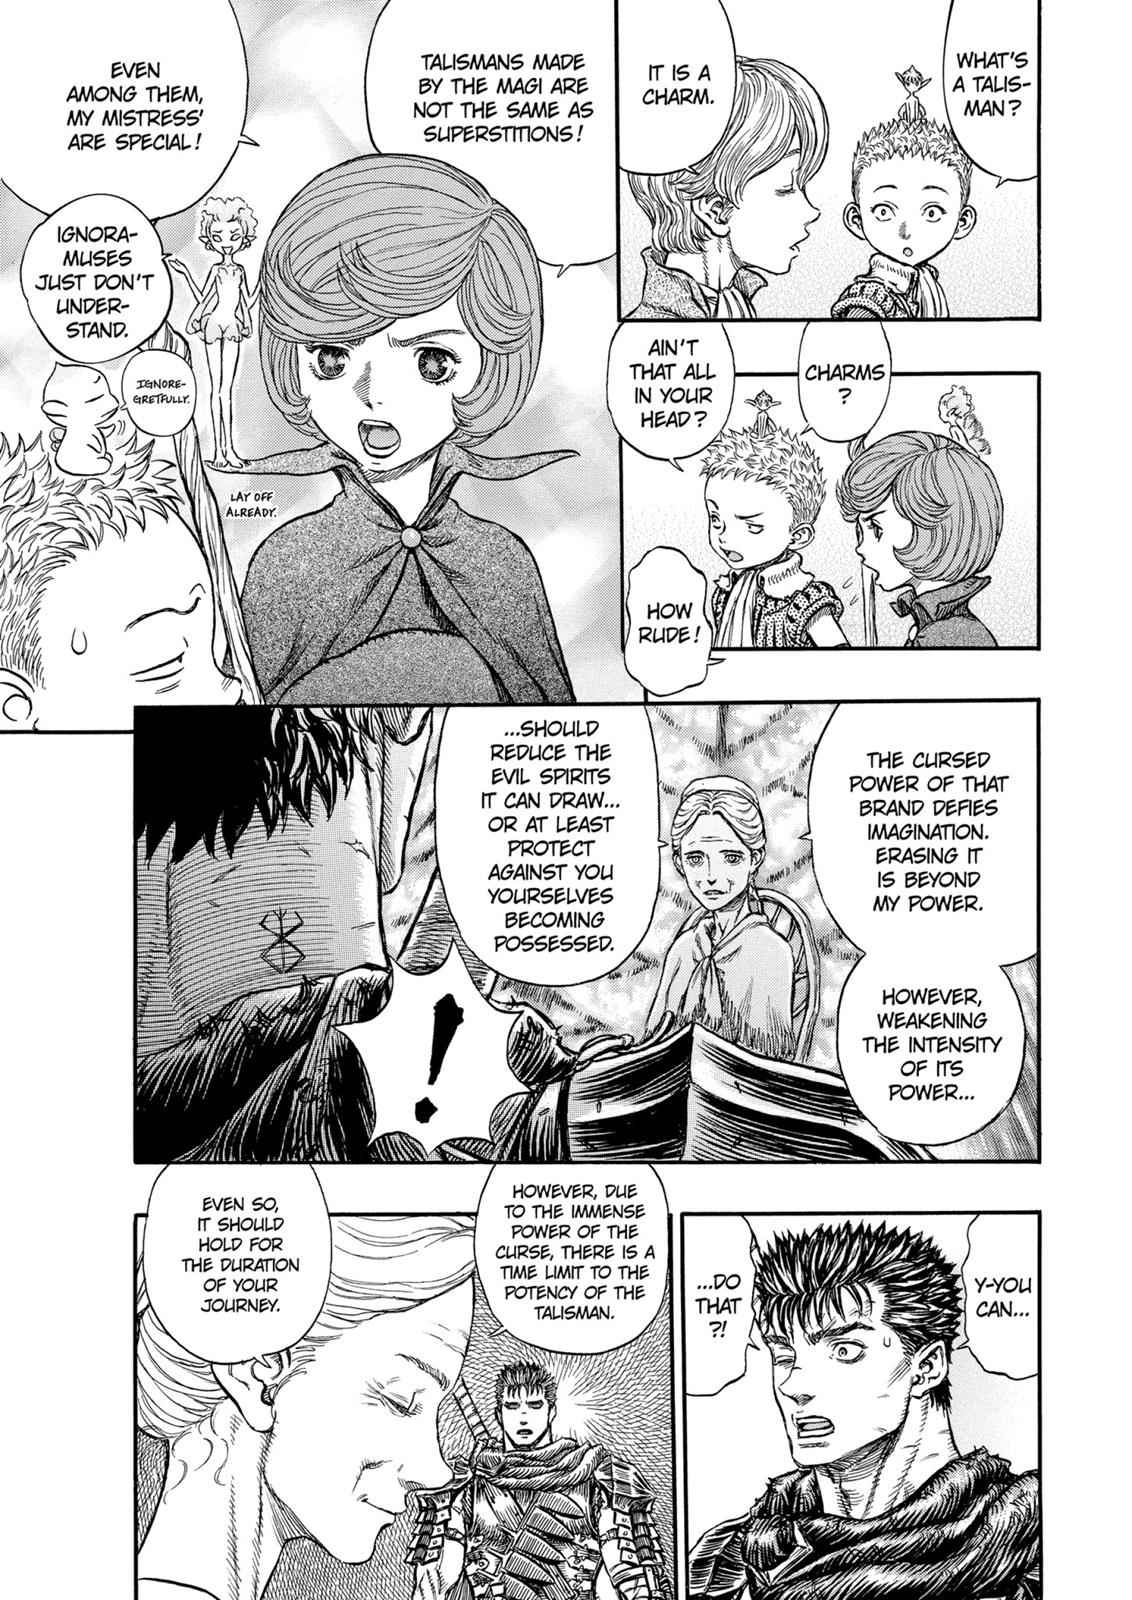 WHAT'S
A TALIS-
MAN?
IT IS A
CHARM.
CHARMS
?
AIN'T
THAT ALL
IN YOUR
HEAD?
HOW
RUDE!
TALISMANS MADE
BY THE MAGI ARE
NOT THE SAME AS
SUPERSTITIONS!
EVEN
AMONG THEM,
MY MISTRESS'
ARE SPECIAL!
IGNORA-
MUSES
JUST DON'T
UNDER-
STAND.
IGNORE-
GRETFULLY.
LAY OFF
ALREADY.
THE CURSED
POWER OF THAT
BRAND DEFIES
IMAGINATION.
ERASING IT
IS BEYOND
MY POWER.
HOWEVER,
WEAKENING
THE INTENSITY
OF ITS
POWER...
...SHOULD
REDUCE THE
EVIL SPIRITS
IT CAN DRAW...
OR AT LEAST
PROTECT
AGAINST YOU
YOURSELVES
BECOMING
POSSESSED.
!
Y-YOU
CAN...
...DO
THAT
?!
HOWEVER, DUE
TO THE IMMENSE
POWER OF THE
CURSE, THERE IS A
TIME LIMIT TO THE
POTENCY OF THE
TALISMAN.
EVEN SO,
IT SHOULD
HOLD FOR
THE DURATION
OF YOUR
JOURNEY.